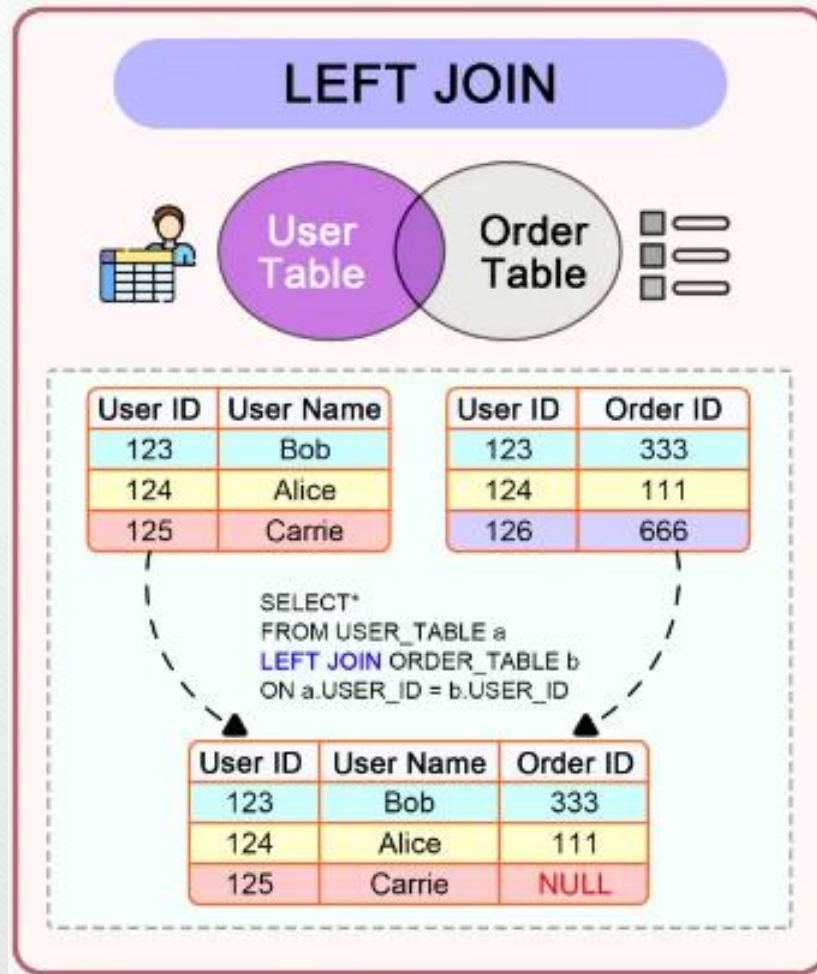 LEFT JOIN
User Table
Order Table
User ID User Name
123 Bob
124 Alice
125 Carrie
User ID Order ID
123 333
124 111
126 666
SELECT*
FROM USER_TABLE a
LEFT JOIN ORDER_TABLE b
ON a.USER_ID = b.USER_ID
User ID User Name Order ID
123 Bob 333
124 Alice 111
125 Carrie NULL